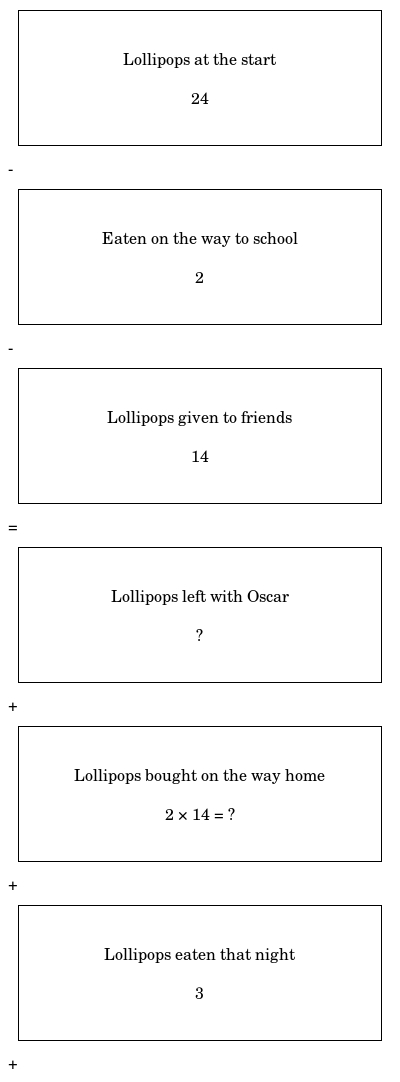 Lollipops at the start
24
-
Eaten on the way to school
2
-
Lollipops given to friends
14
=
Lollipops left with Oscar
?
+
Lollipops bought on the way home
2 × 14 = ?
+
Lollipops eaten that night
3
+